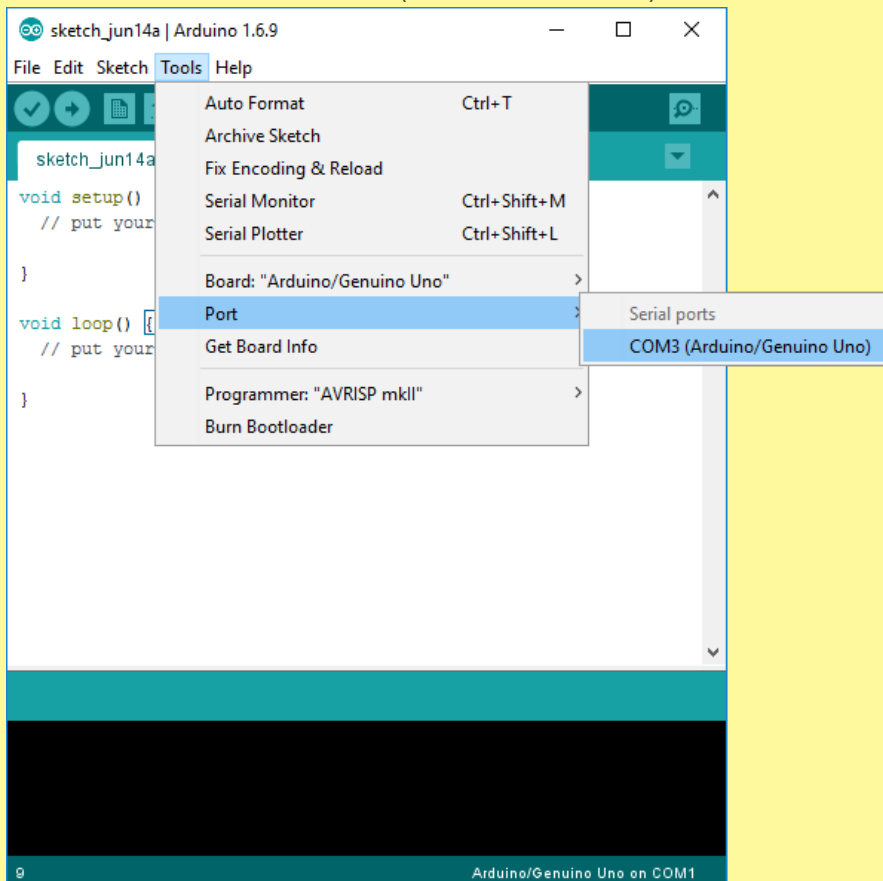 sketch_jun14a | Arduino 1.6.9
File Edit Sketch Tools Help
Auto Format Ctrl+T
Archive Sketch
sketch_jun14a
Fix Encoding & Reload
void setup()
Serial Monitor Ctrl+Shift+M
// put your
Serial Plotter Ctrl+Shift+L
}
Board: "Arduino/Genuino Uno" >
Port > Serial ports
void loop() {
// put your
Get Board Info
COM3 (Arduino/Genuino Uno)
}
Programmer: "AVRISP mkII" >
Burn Bootloader
9 Arduino/Genuino Uno on COM1